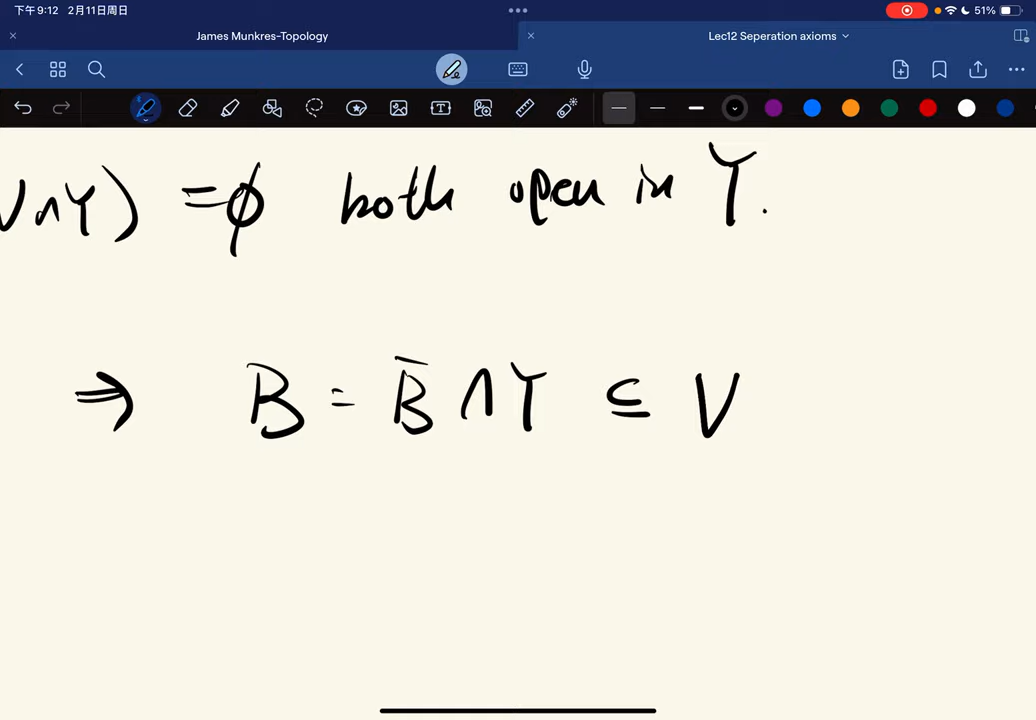 下午9:12 2月11日周日
51%
James Munkres-Topology
Lec12 Seperation axioms
V∩Y) =ϕ both open in Y.
⇒ B = B̄ ∩ Y ⊆ V